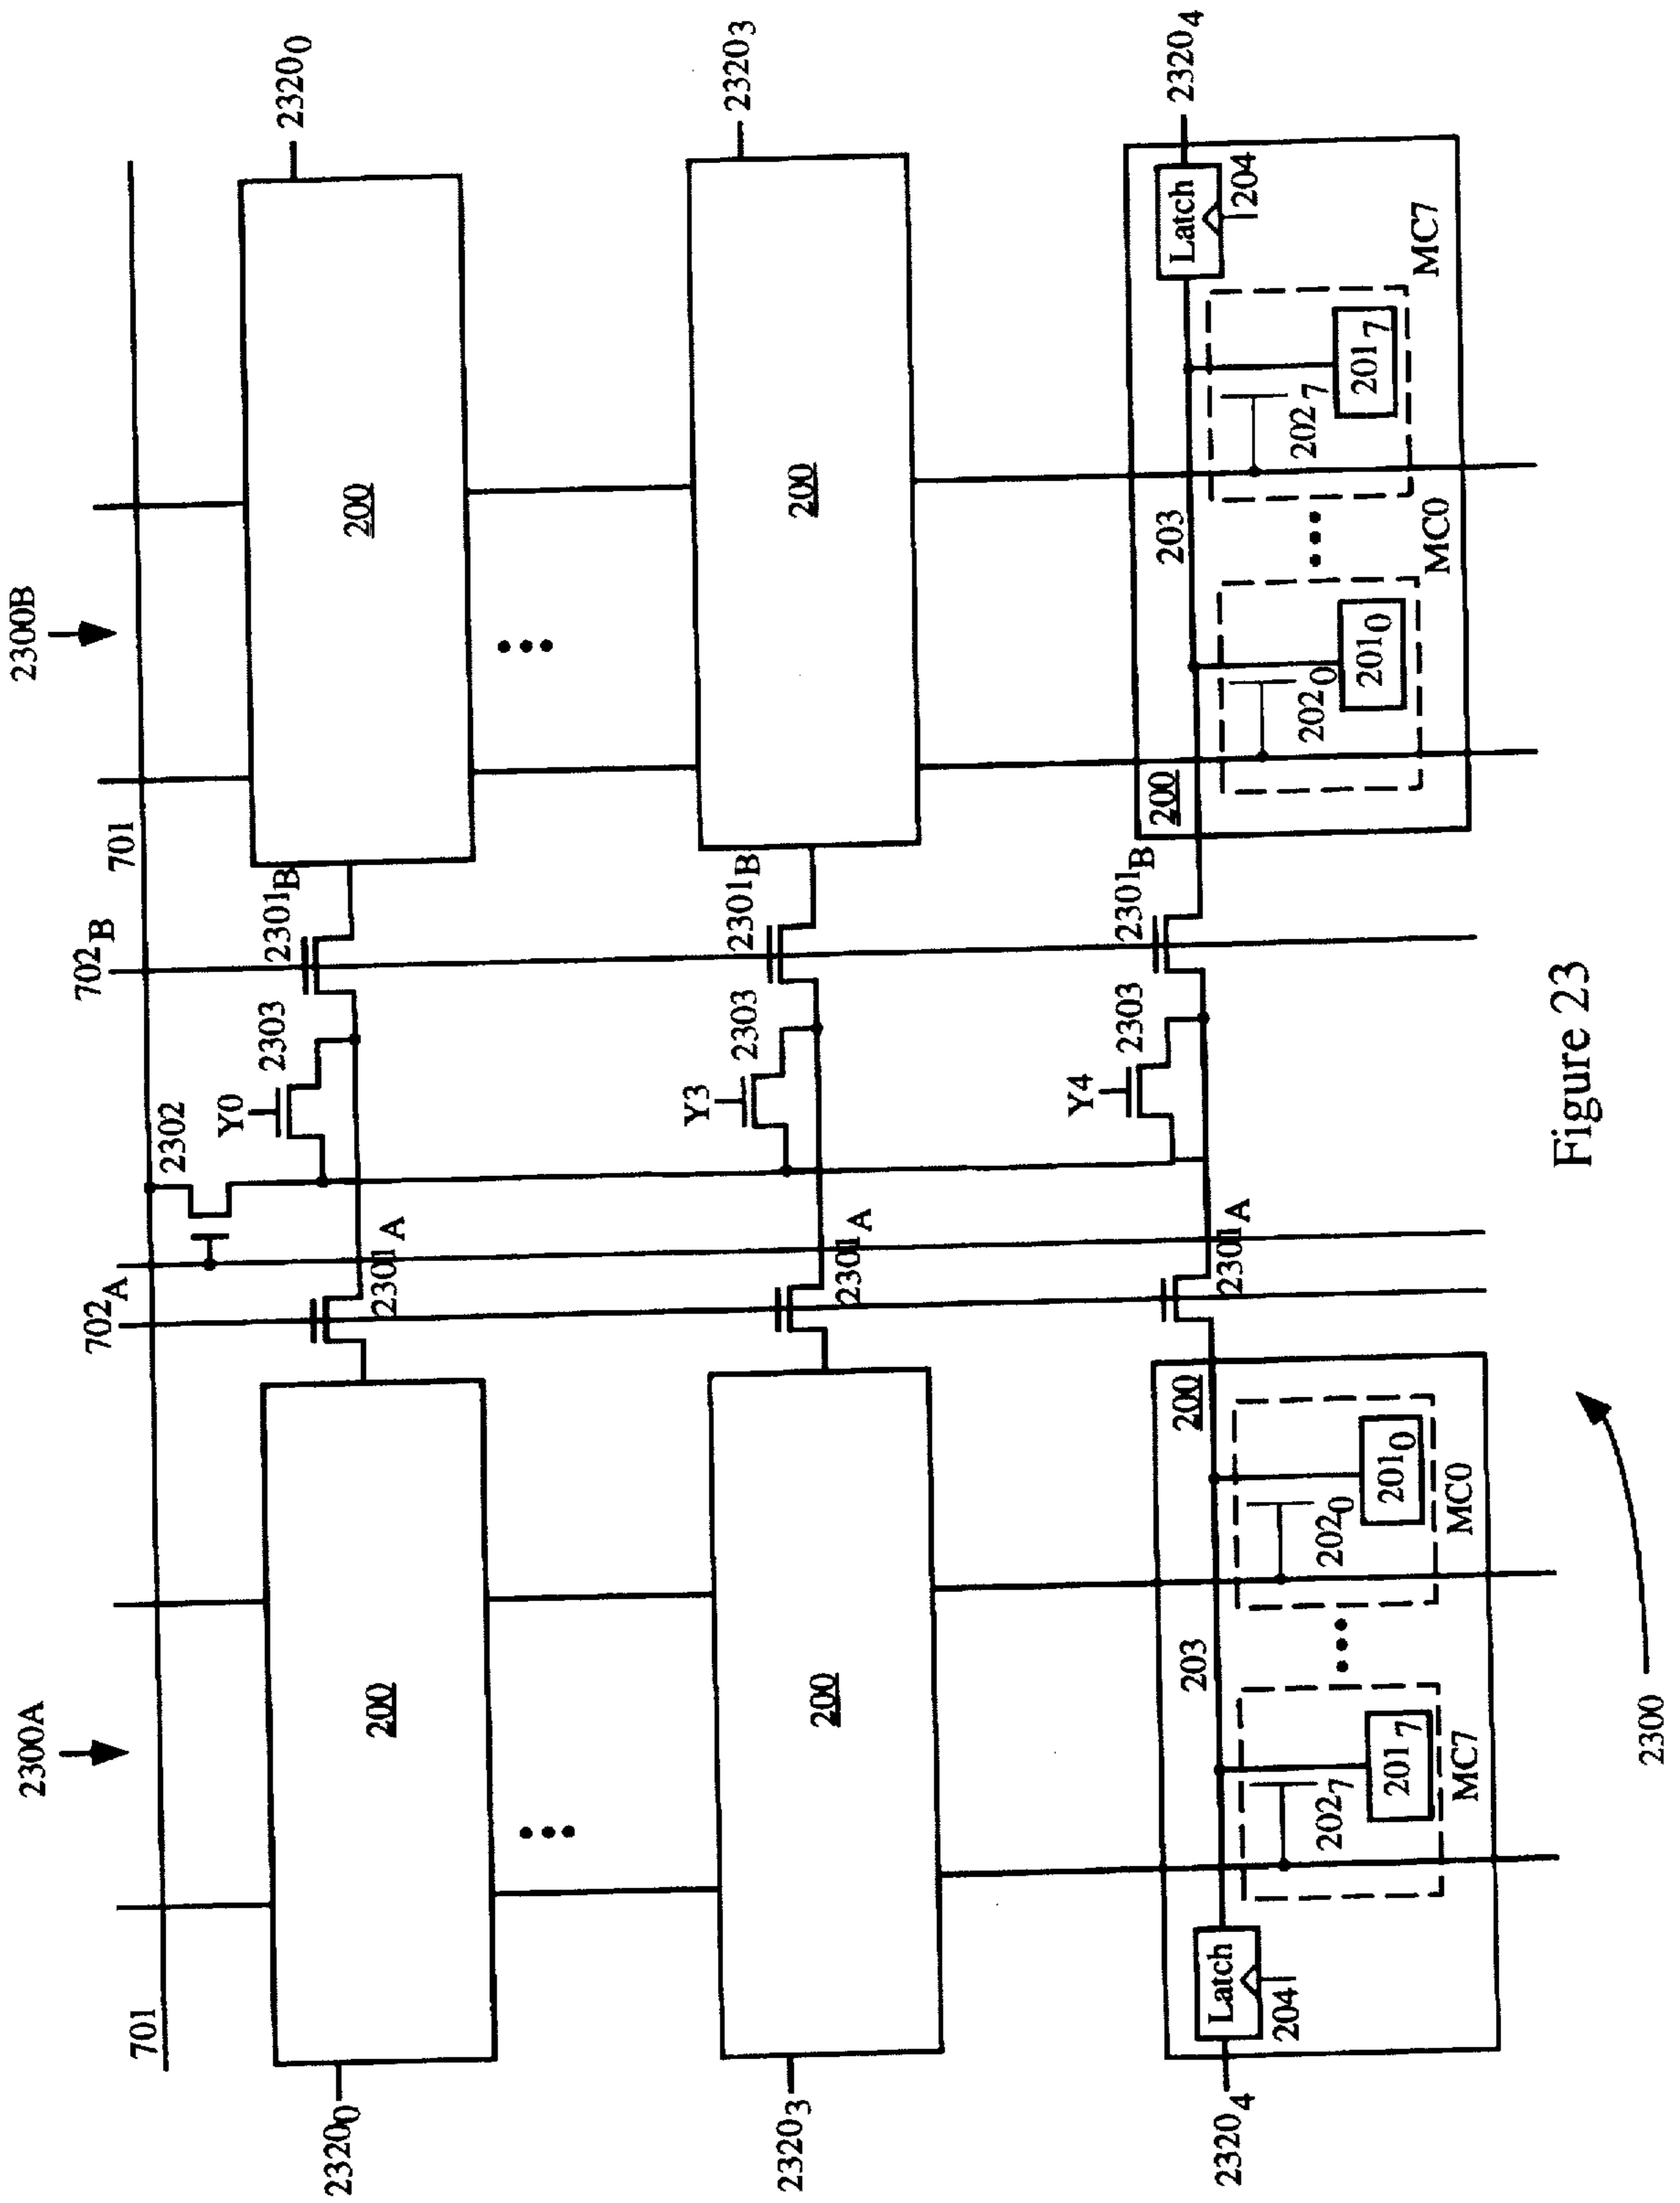 2300A
2300B
701
702A
702B
701
2302
Y0
2303
2301B
2320₀
200
2301A
200
2320₀
Y3
2303
2301B
2320₃
200
2301A
200
2320₃
Y4
2303
2301B
2320₄
Latch
204
203
200
2301A
200
203
Latch
204
2320₄
202₇
201₇
MC7
202₀
201₀
MC0
202₀
201₀
MC0
202₇
201₇
MC7
2300
Figure 23